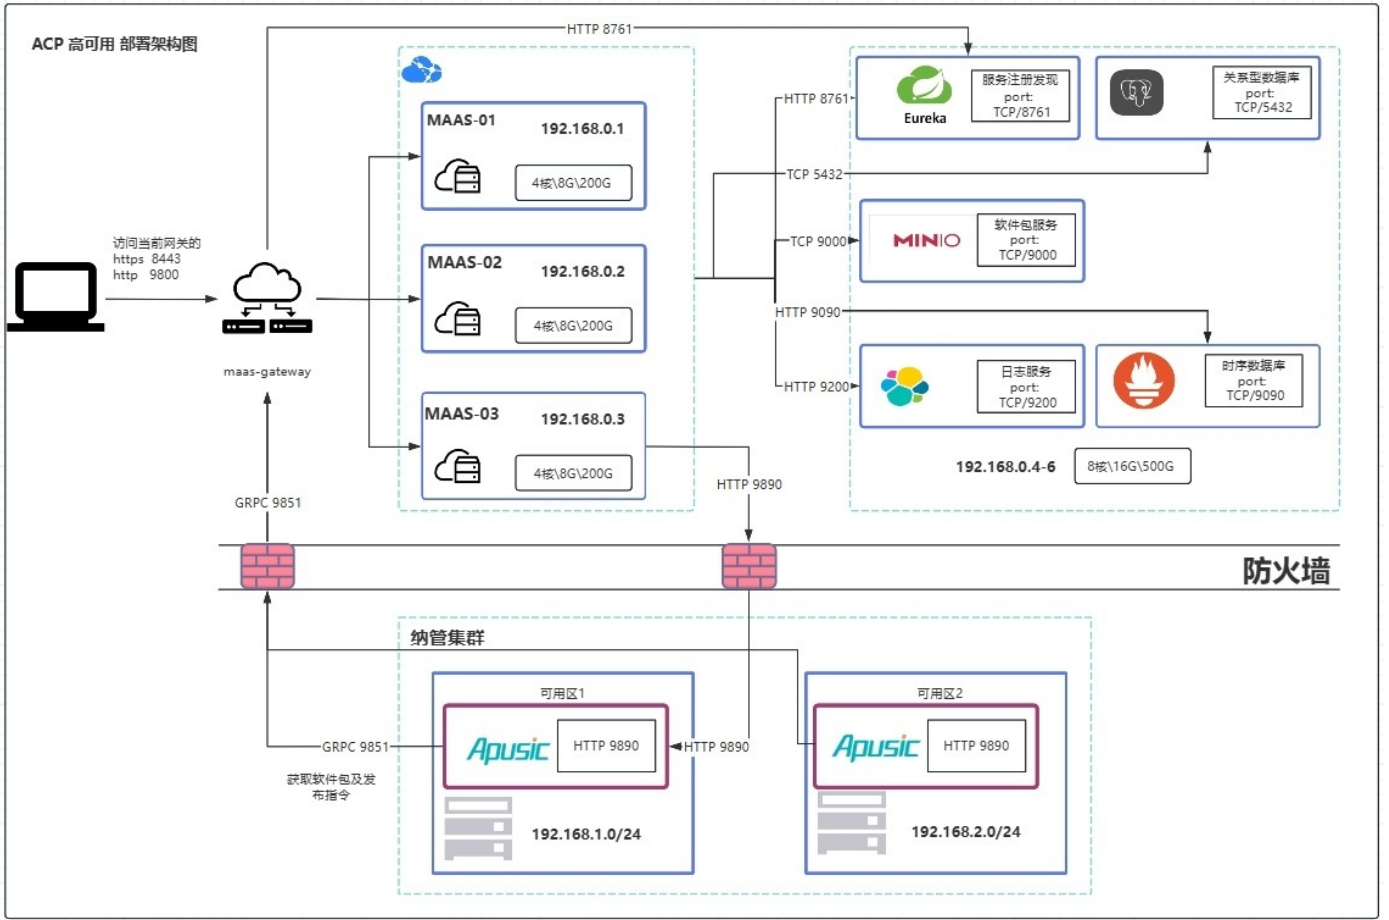 ACP 高可用 部署架构图
HTTP 8761
MAAS-01
192.168.0.1
4核\8G\200G
MAAS-02
192.168.0.2
4核\8G\200G
MAAS-03
192.168.0.3
4核\8G\200G
访问当前网关的
https 8443
http 9800
maas-gateway
HTTP 8761
TCP 5432
TCP 9000
HTTP 9090
HTTP 9200
Eureka
服务注册发现
port:
TCP/8761
关系型数据库
port:
TCP/5432
MINIO
软件包服务
port:
TCP/9000
日志服务
port:
TCP/9200
时序数据库
port:
TCP/9090
192.168.0.4-6
8核\16G\500G
GRPC 9851
HTTP 9890
防火墙
纳管集群
可用区1
Apusic
HTTP 9890
192.168.1.0/24
HTTP 9890
可用区2
Apusic
HTTP 9890
192.168.2.0/24
GRPC 9851
获取软件包及发
布指令